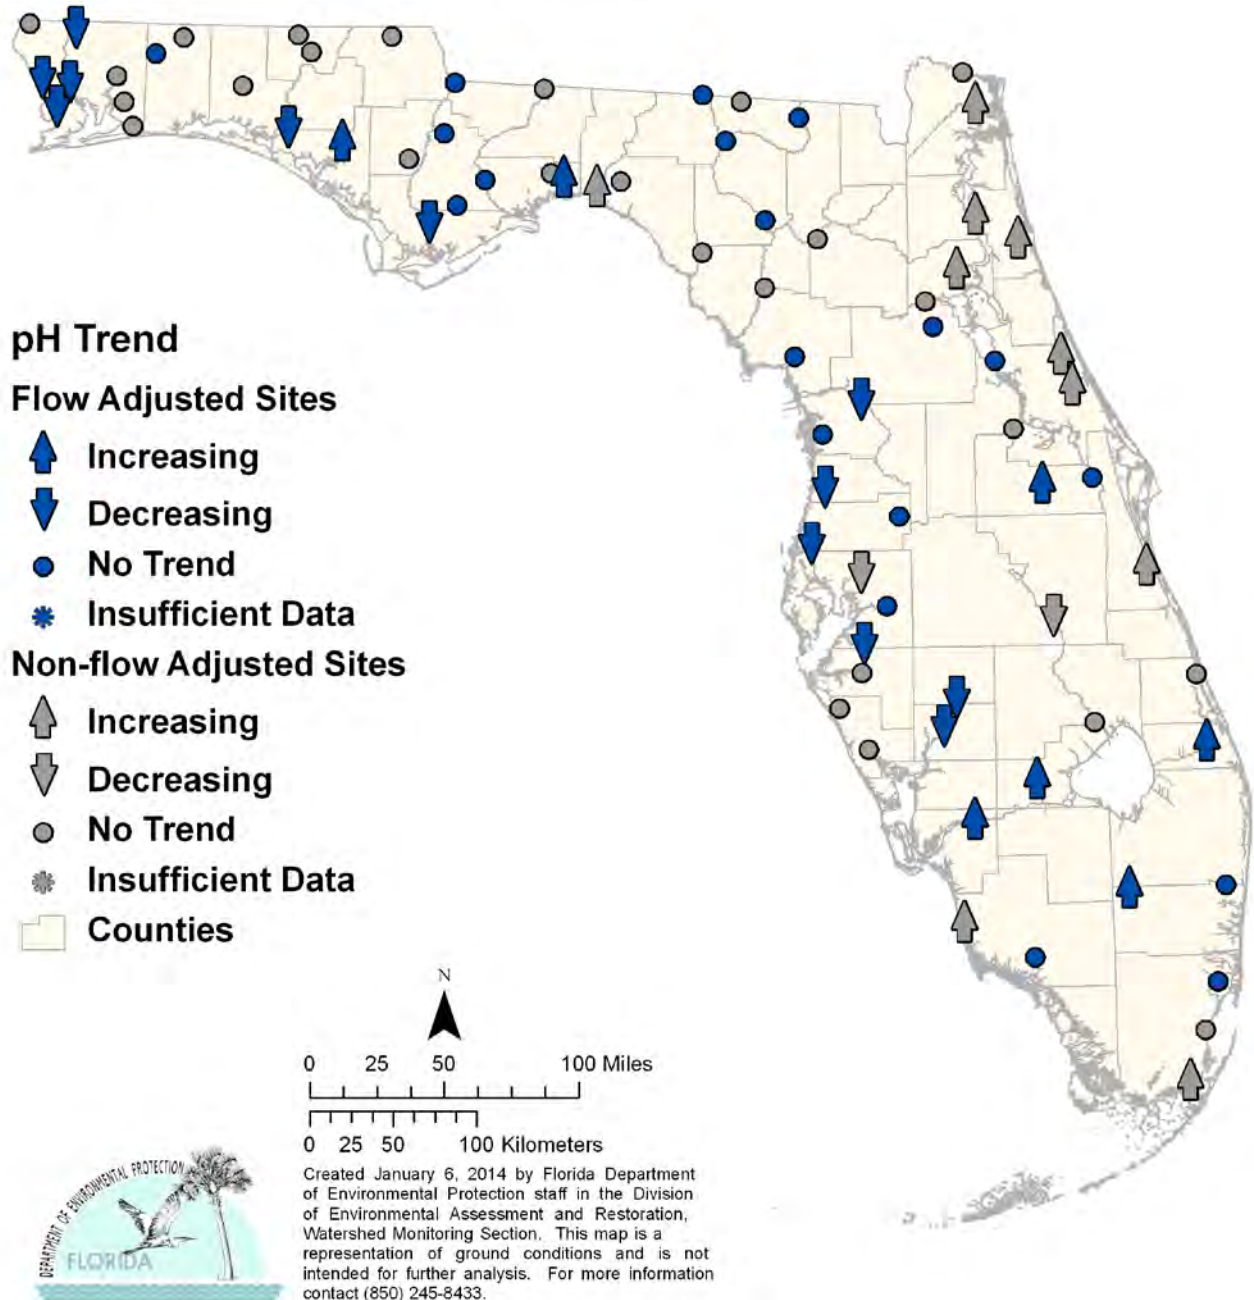 pH Trend
Flow Adjusted Sites
Increasing
Decreasing
No Trend
Insufficient Data
Non-flow Adjusted Sites
Increasing
Decreasing
No Trend
Insufficient Data
Counties
N
0 25 50 100 Miles
0 25 50 100 Kilometers
DEPARTMENT OF ENVIRONMENTAL PROTECTION
FLORIDA
Created January 6, 2014 by Florida Department
of Environmental Protection staff in the Division
of Environmental Assessment and Restoration,
Watershed Monitoring Section. This map is a
representation of ground conditions and is not
intended for further analysis. For more information
contact (850) 245-8433.